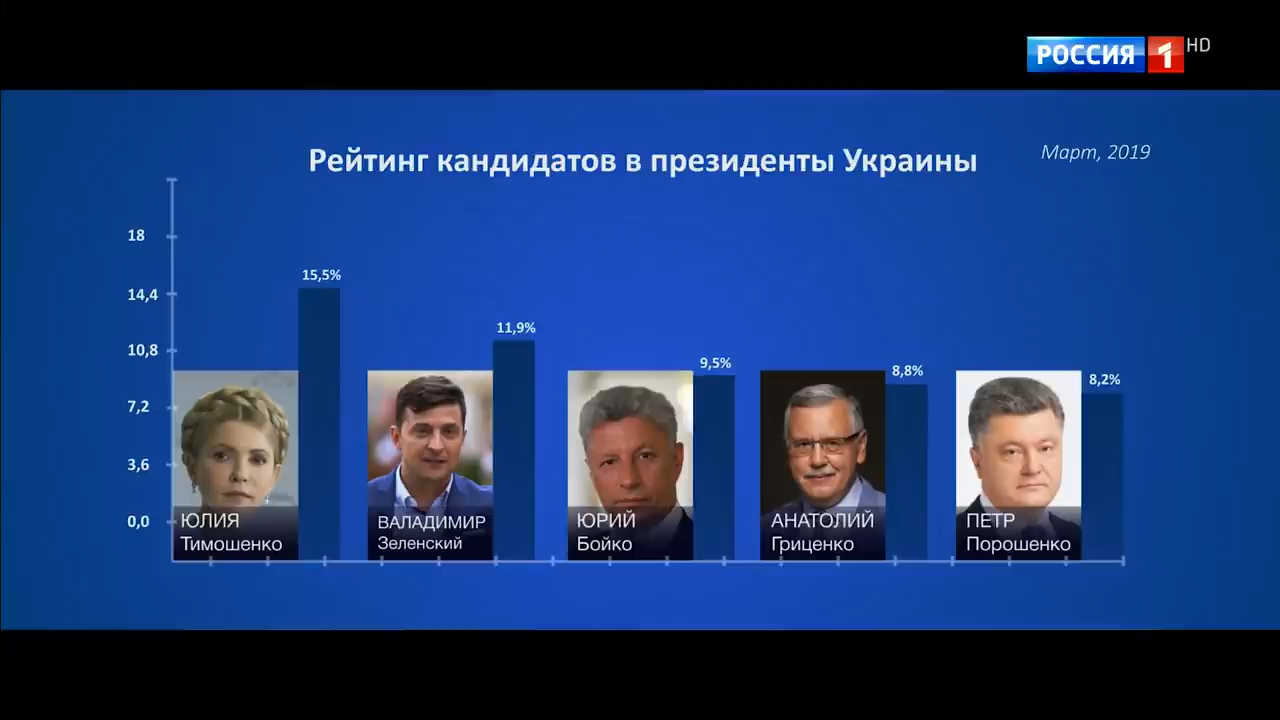 РОССИЯ 1 HD
Рейтинг кандидатов в президенты Украины
Март, 2019
18
14,4
10,8
7,2
3,6
0,0
15,5%
11,9%
9,5%
8,8%
8,2%
ЮЛИЯ
Тимошенко
ВАЛАДИМИР
Зеленский
ЮРИЙ
Бойко
АНАТОЛИЙ
Гриценко
ПЕТР
Порошенко